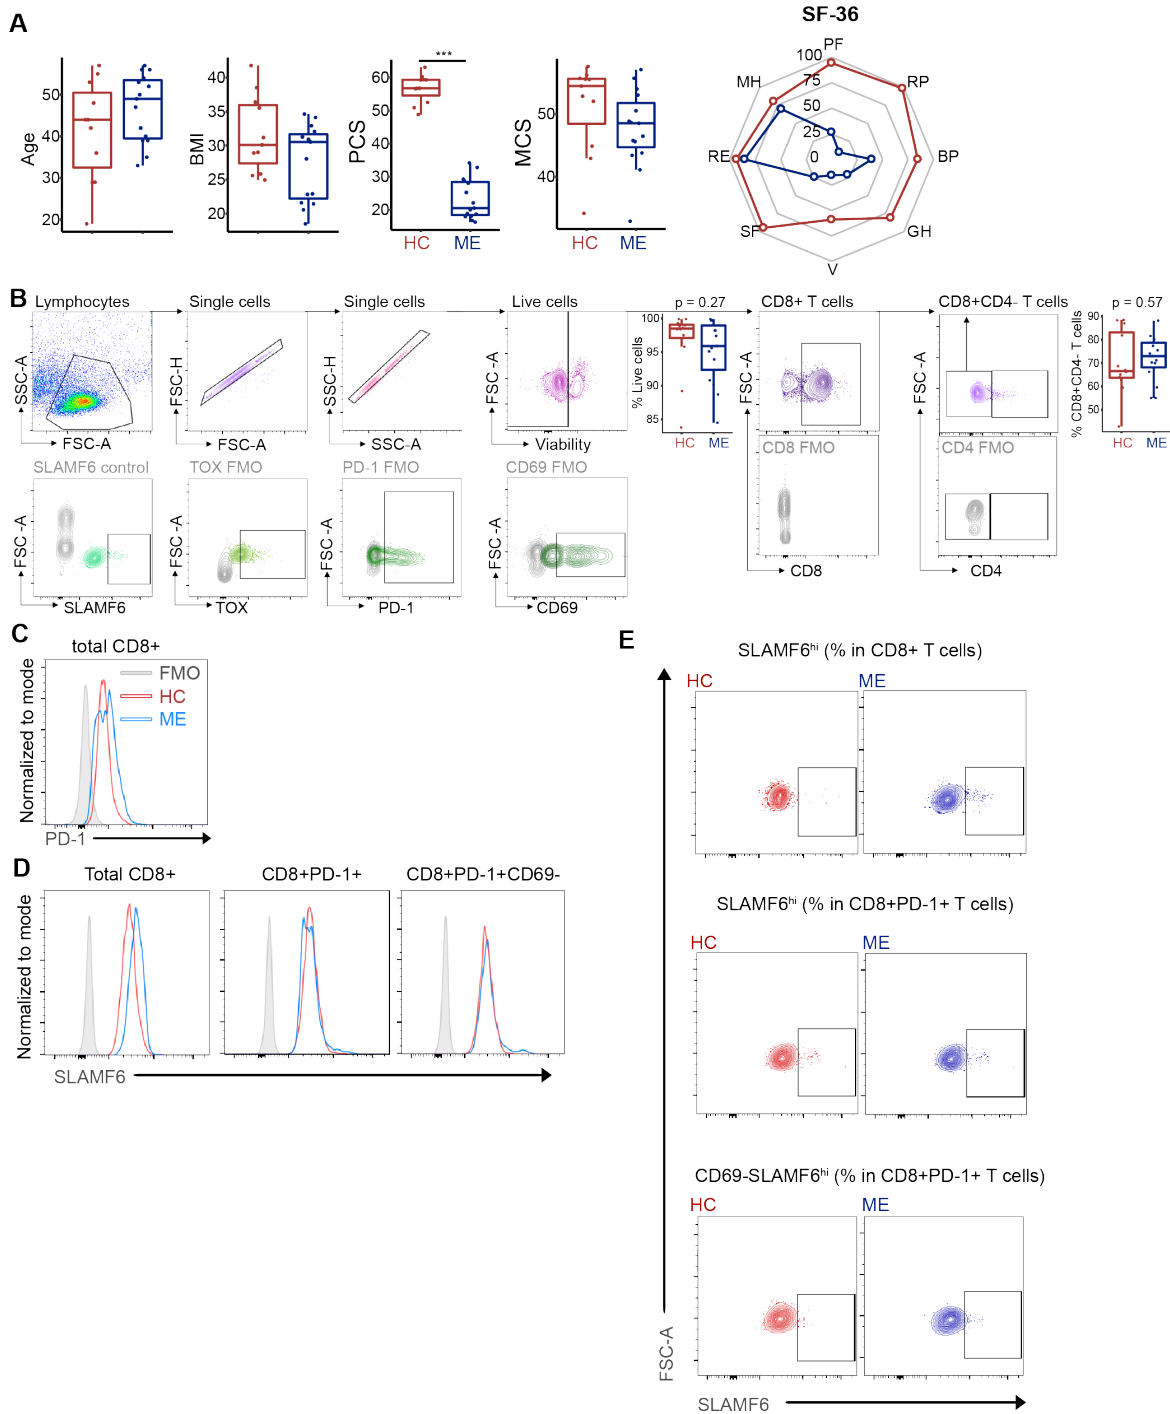 A
SF-36
Age
50
40
30
20
BMI
40
35
30
25
20
PCS
***
60
50
40
30
20
HC
ME
MCS
50
40
HC
ME
100
75
50
25
0
PF
RP
BP
GH
V
SF
RE
MH
B
Lymphocytes
Single cells
Single cells
Live cells
p = 0.27
CD8+ T cells
CD8+CD4- T cells
p = 0.57
SSC-A
FSC-A
FSC-H
FSC-A
SSC-H
SSC-A
FSC-A
Viability
% Live cells
100
95
90
85
HC
ME
FSC-A
FSC-A
% CD8+CD4- T cells
90
80
70
60
50
HC
ME
SLAMF6 control
TOX FMO
PD-1 FMO
CD69 FMO
CD8 FMO
CD4 FMO
FSC-A
SLAMF6
FSC-A
TOX
FSC-A
PD-1
FSC-A
CD69
CD8
CD4
C
total CD8+
Normalized to mode
FMO
HC
ME
PD-1
D
Total CD8+
CD8+PD-1+
CD8+PD-1+CD69-
Normalized to mode
SLAMF6
E
SLAMF6hi (% in CD8+ T cells)
HC
ME
SLAMF6hi (% in CD8+PD-1+ T cells)
HC
ME
CD69-SLAMF6hi (% in CD8+PD-1+ T cells)
HC
ME
FSC-A
SLAMF6